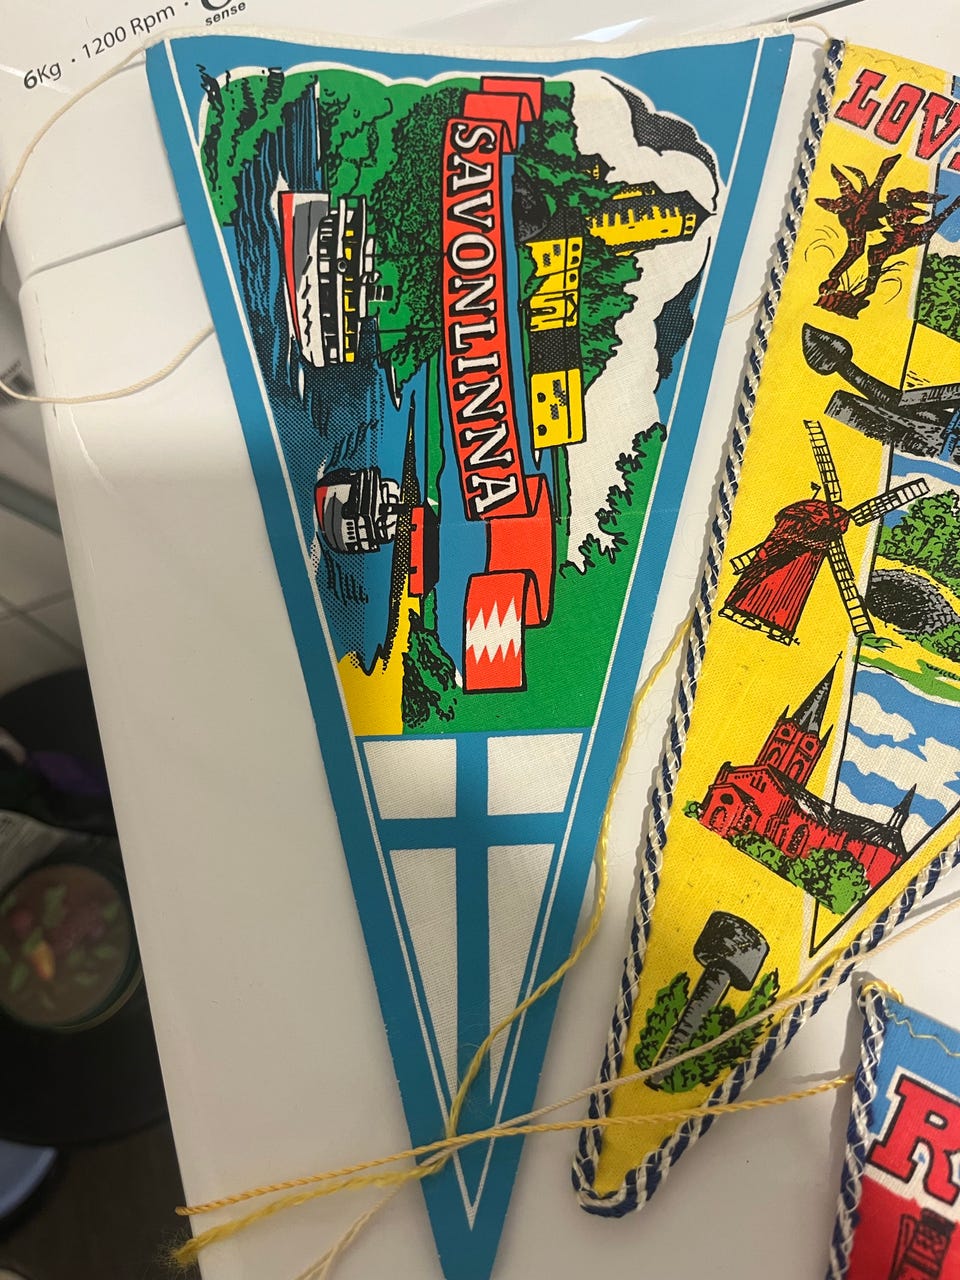 6Kg · 1200 Rpm
sense
SAVONLINNA
LOV
R